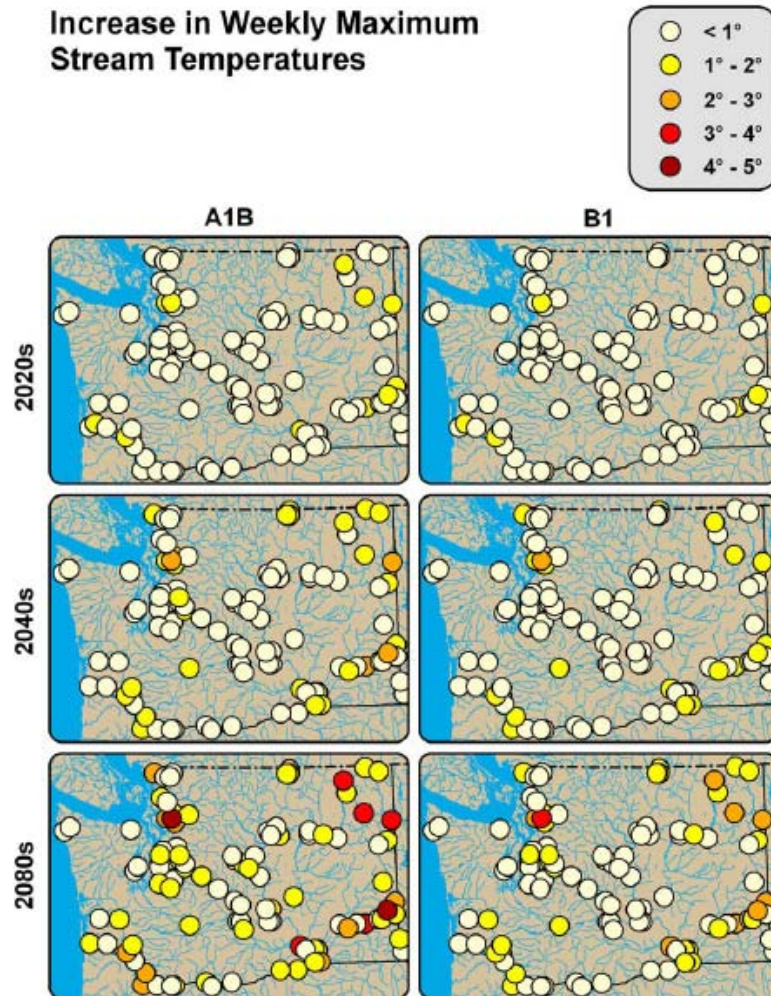 Increase in Weekly Maximum
Stream Temperatures
< 1°
1° - 2°
2° - 3°
3° - 4°
4° - 5°
A1B
B1
2020s
2040s
2080s